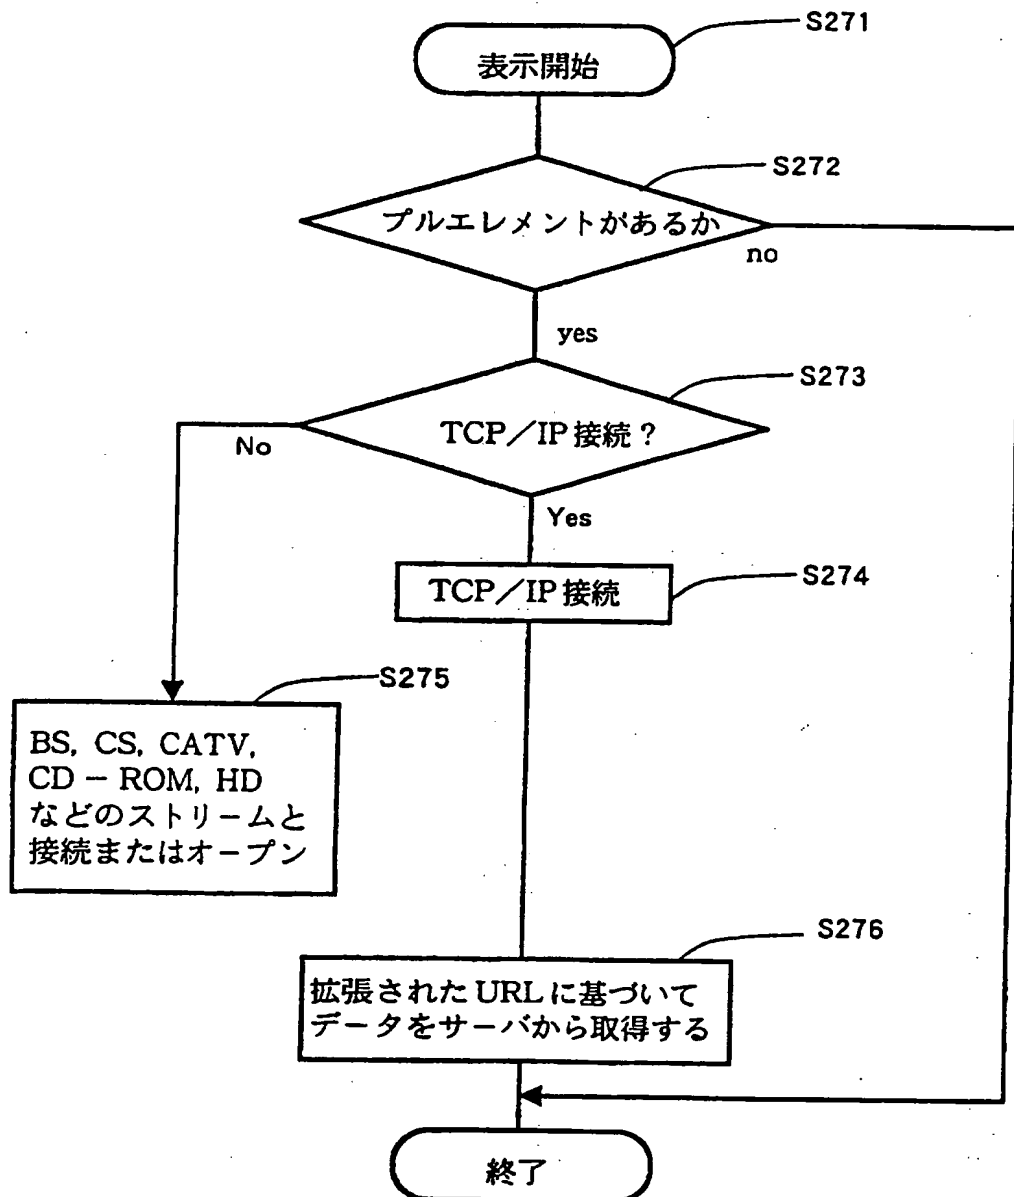 S271
表示開始
S272
プルエレメントがあるか
no
yes
S273
TCP/IP接続?
No
Yes
S274
TCP/IP接続
S275
BS, CS, CATV,
CD-ROM, HD
などのストリームと
接続またはオープン
S276
拡張されたURLに基づいて
データをサーバから取得する
終了